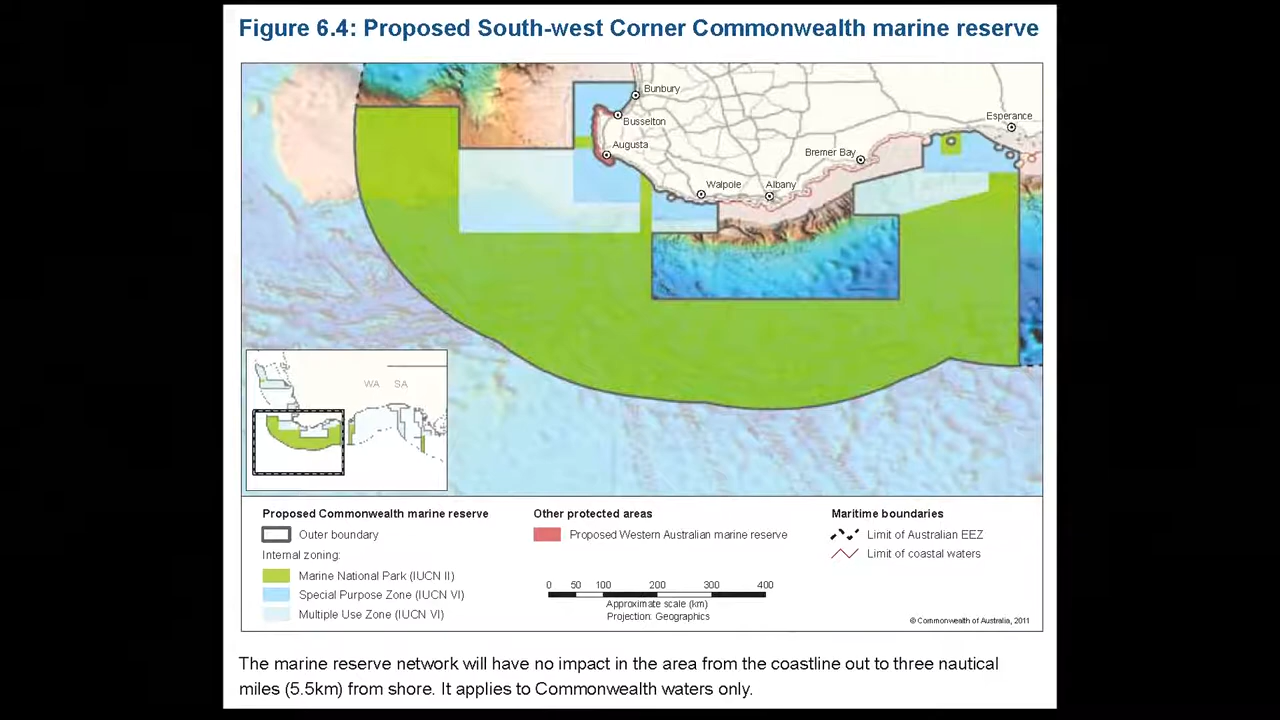 Figure 6.4: Proposed South-west Corner Commonwealth marine reserve
Bunbury
Busselton
Augusta
Esperance
Bremer Bay
Walpole
Albany
WA SA
Proposed Commonwealth marine reserve
Outer boundary
Internal zoning:
Marine National Park (IUCN II)
Special Purpose Zone (IUCN VI)
Multiple Use Zone (IUCN VI)
Other protected areas
Proposed Western Australian marine reserve
0 50 100 200 300 400
Approximate scale (km)
Projection: Geographics
Maritime boundaries
Limit of Australian EEZ
Limit of coastal waters
© Commonwealth of Australia, 2011
The marine reserve network will have no impact in the area from the coastline out to three nautical
miles (5.5km) from shore. It applies to Commonwealth waters only.